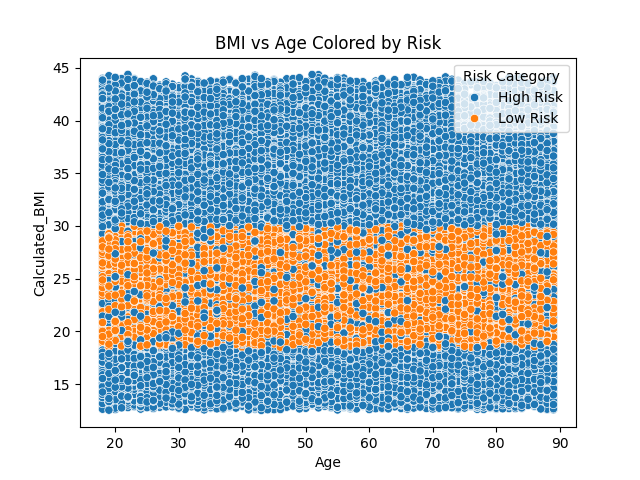 BMI vs Age Colored by Risk
Risk Category
High Risk
Low Risk
Calculated_BMI
45
40
35
30
25
20
15
20 30 40 50 60 70 80 90
Age